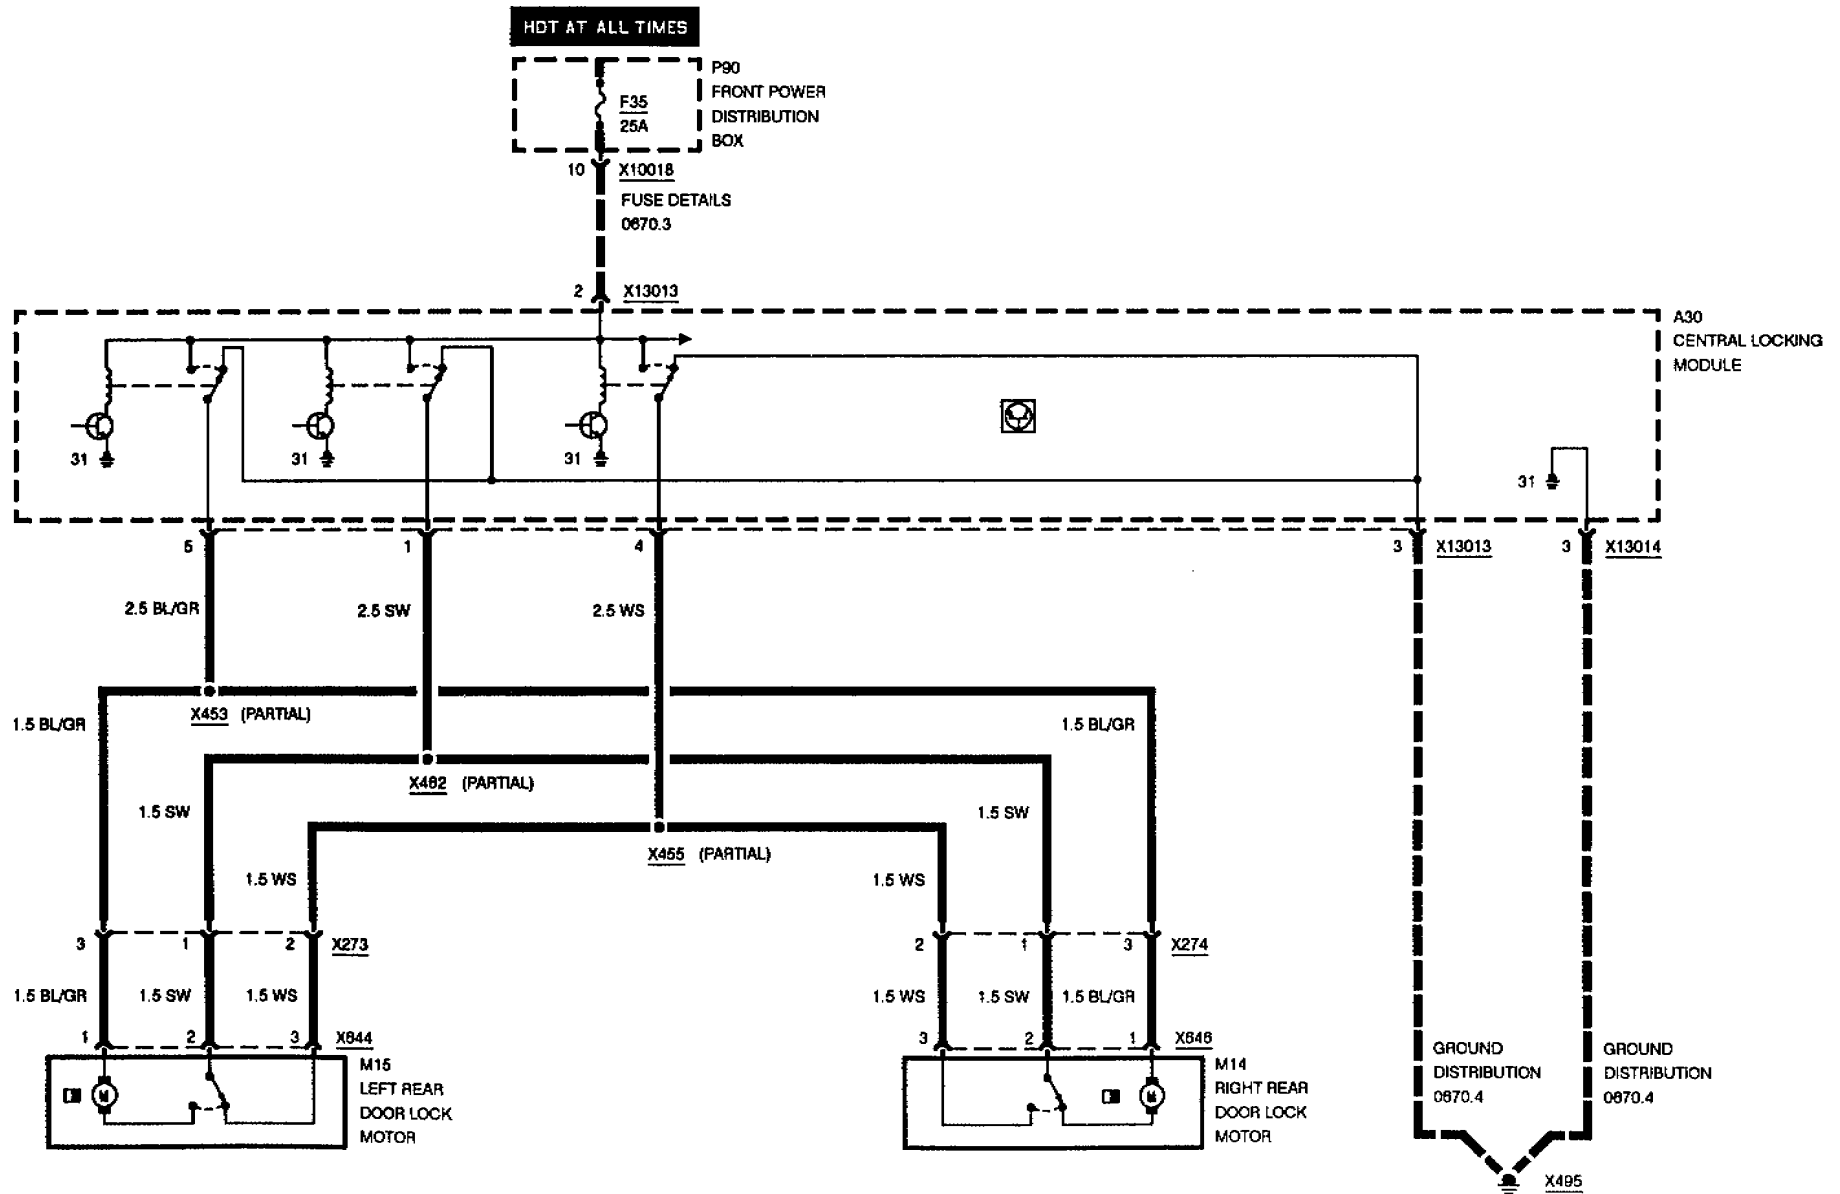 HOT AT ALL TIMES
P90
FRONT POWER
DISTRIBUTION
BOX
F35
25A
10 X10018
FUSE DETAILS
0670.3
2 X13013
A30
CENTRAL LOCKING
MODULE
31 31 31 31
5 1 4 3 X13013 3 X13014
2.5 BL/GR 2.5 SW 2.5 WS
X453 (PARTIAL)
1.5 BL/GR 1.5 BL/GR
X462 (PARTIAL)
1.5 SW 1.5 SW
X455 (PARTIAL)
1.5 WS 1.5 WS
3 1 2 X273 2 1 3 X274
1.5 BL/GR 1.5 SW 1.5 WS 1.5 WS 1.5 SW 1.5 BL/GR
1 2 3 X644 3 2 1 X646
M15
LEFT REAR
DOOR LOCK
MOTOR
M
M14
RIGHT REAR
DOOR LOCK
MOTOR
M
GROUND
DISTRIBUTION
0670.4
GROUND
DISTRIBUTION
0670.4
X495